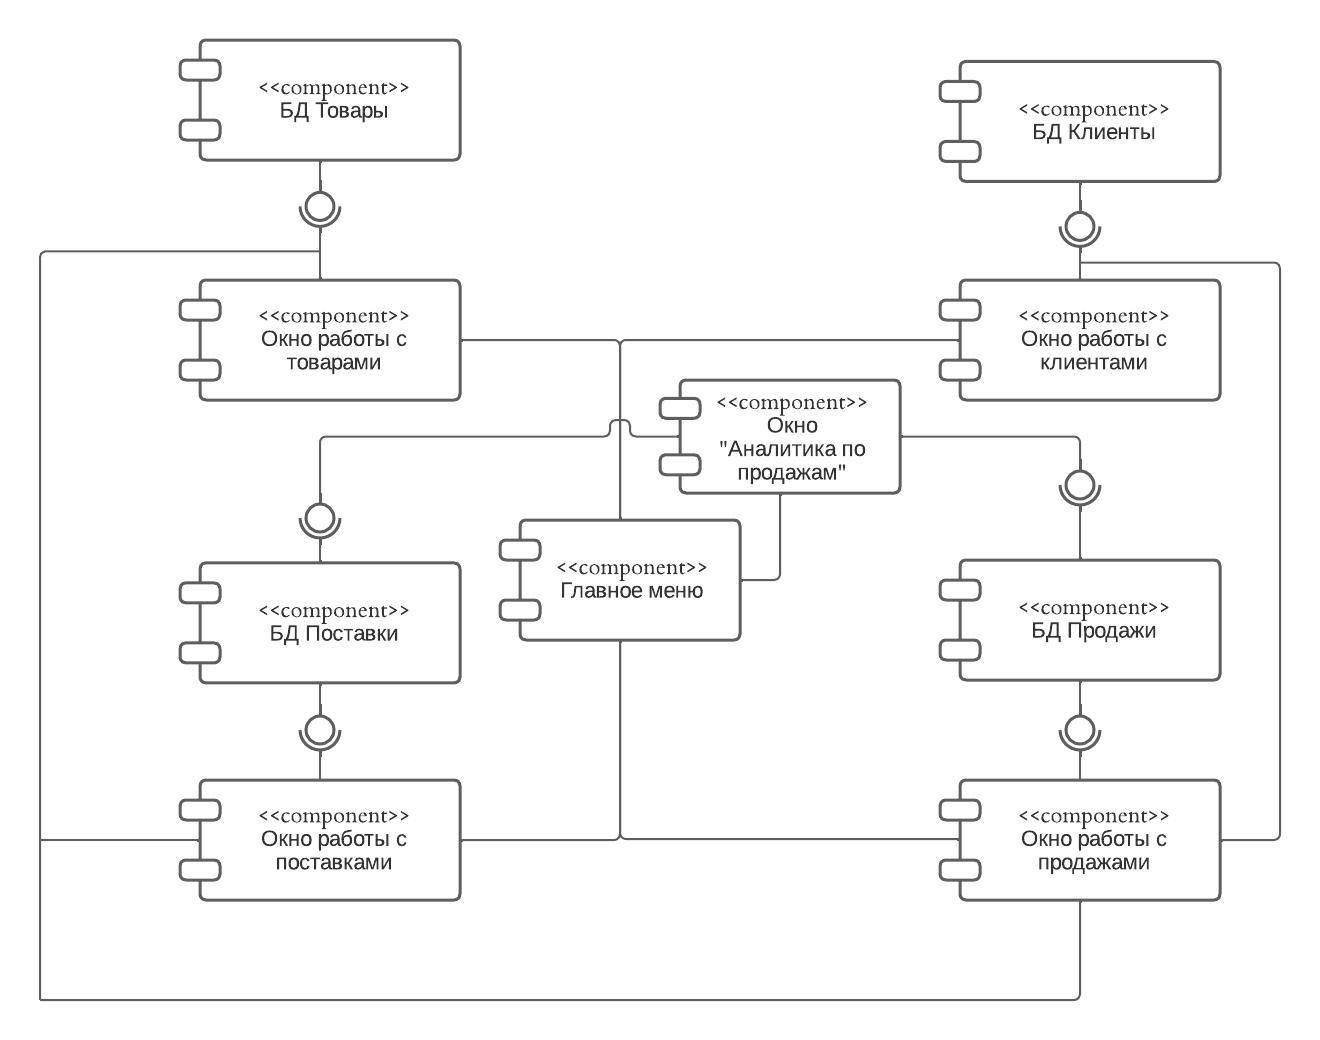 <<component>>
БД Товары
<<component>>
БД Клиенты
<<component>>
Окно работы с
товарами
<<component>>
Окно работы с
клиентами
<<component>>
Окно
"Аналитика по
продажам"
<<component>>
Главное меню
<<component>>
БД Поставки
<<component>>
БД Продажи
<<component>>
Окно работы с
поставками
<<component>>
Окно работы с
продажами